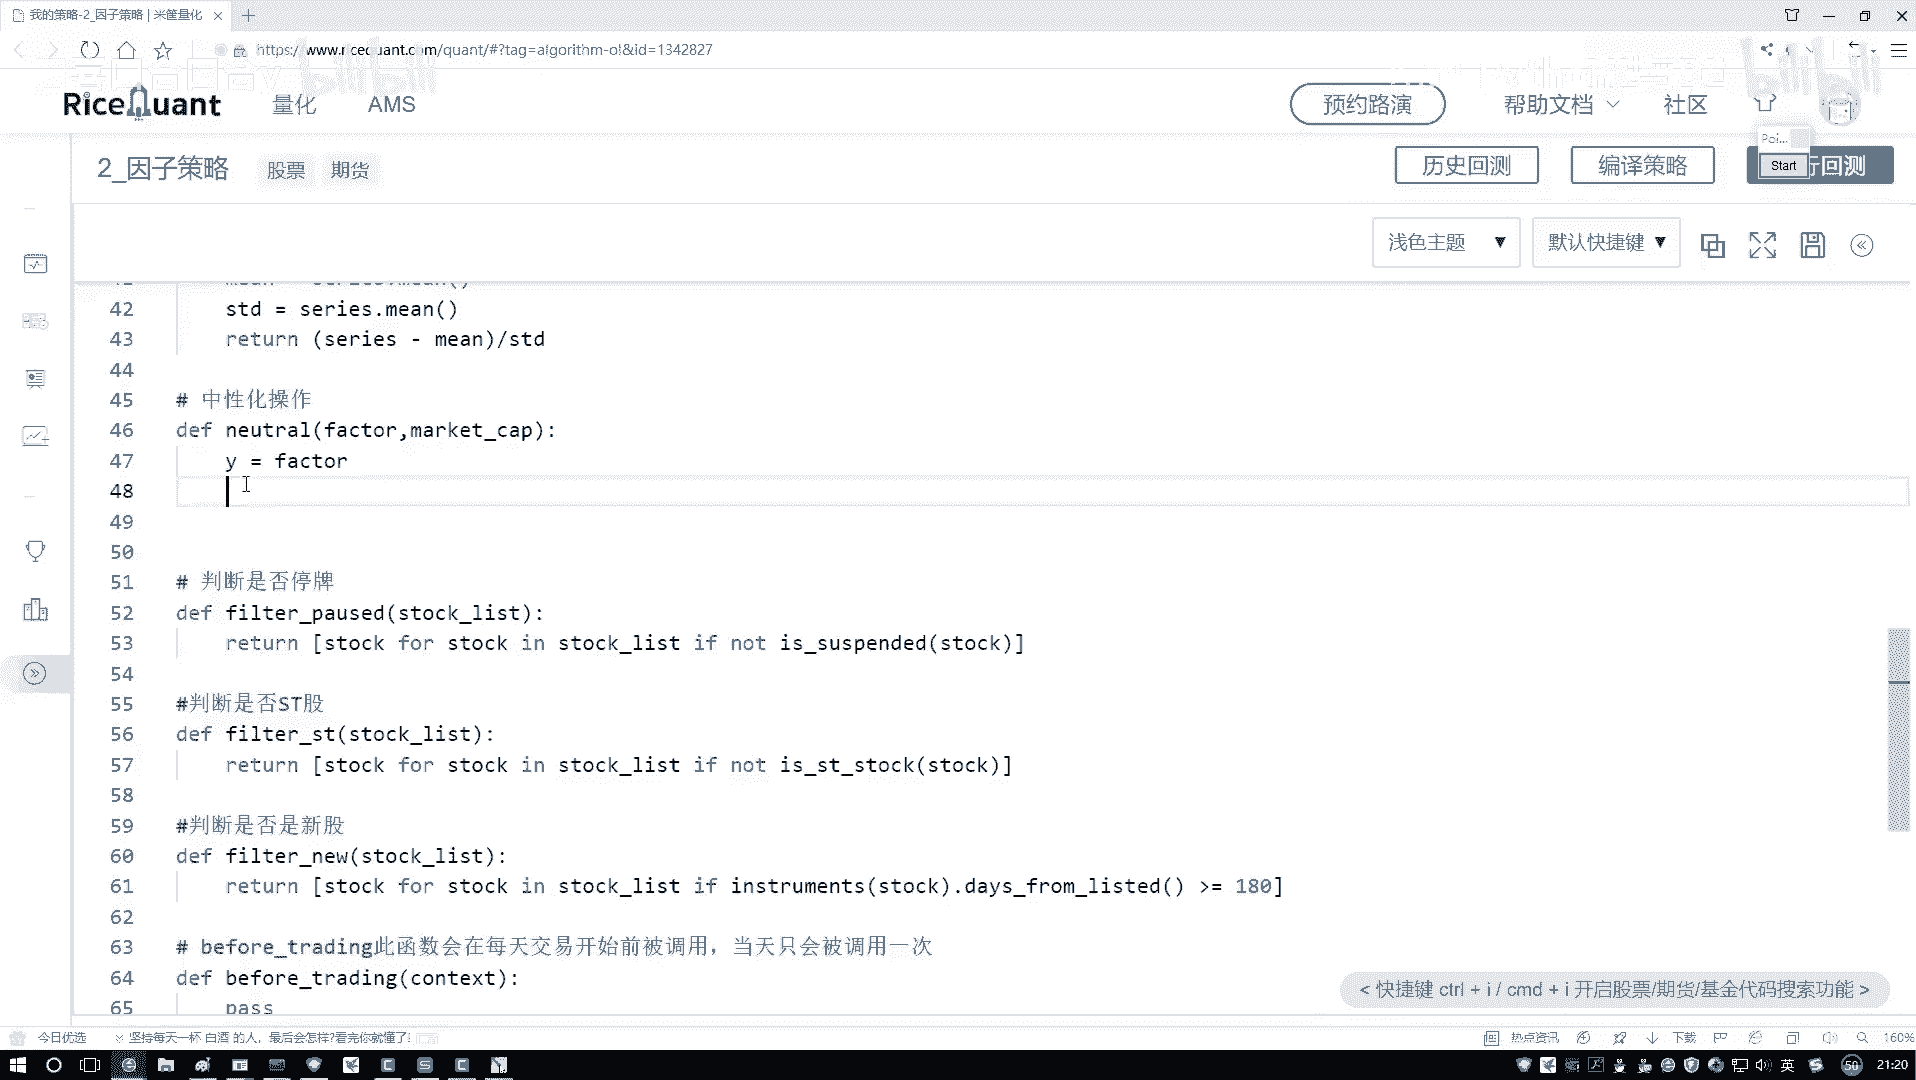 我的策略-2_因子策略 | 米筐量化
https://www.ricequant.com/quant/#?tag=algorithm-ol&id=1342827
RiceQuant 量化 AMS 预约路演 帮助文档 社区
Poi...
2_因子策略 股票 期货 历史回测 编译策略 Start 行回测
浅色主题 ▼ 默认快捷键 ▼
42 std = series.mean()
43 return (series - mean)/std
44
45 # 中性化操作
46 def neutral(factor,market_cap):
47 y = factor
48
49
50
51 # 判断是否停牌
52 def filter_paused(stock_list):
53 return [stock for stock in stock_list if not is_suspended(stock)]
54
55 #判断是否ST股
56 def filter_st(stock_list):
57 return [stock for stock in stock_list if not is_st_stock(stock)]
58
59 #判断是否是新股
60 def filter_new(stock_list):
61 return [stock for stock in stock_list if instruments(stock).days_from_listed() >= 180]
62
63 # before_trading此函数会在每天交易开始前被调用，当天只会被调用一次
64 def before_trading(context):
65 pass
< 快捷键 ctrl + i / cmd + i 开启股票/期货/基金代码搜索功能 >
今日优选 坚持每天一杯 白酒 的人，最后会怎样?看完你就懂了! 热点资讯 下载 160%
英 50 21:20